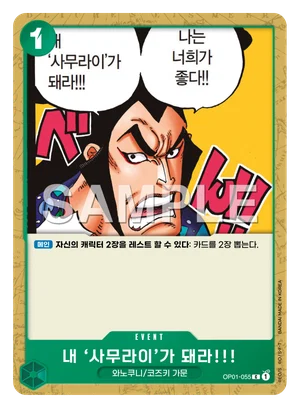 1
내
‘사무라이’가
돼라!!!
나는
너희가
좋다!!
SAMPLE
메인 자신의 캐릭터 2장을 레스트 할 수 있다: 카드를 2장 뽑는다.
EVENT
내 ‘사무라이’가 돼라!!!
와노쿠니/코즈키 가문
OP01-055 C 1